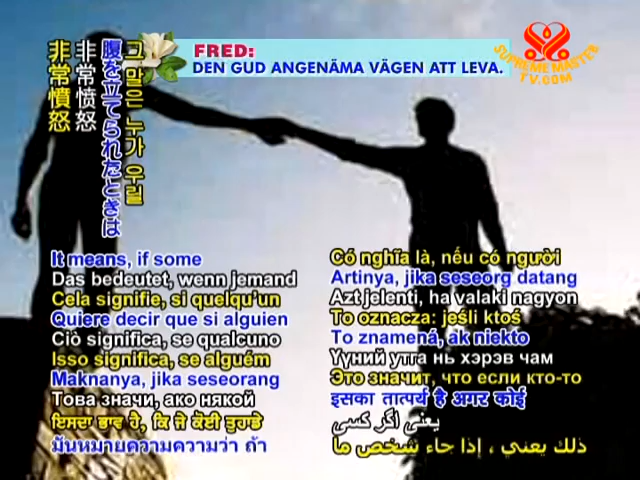 FRED:
DEN GUD ANGENÄMA VÄGEN ATT LEVA.
SUPREME MASTER
TV.COM
그 말은 누가 우릴
腹を立てられたときは
非常愤怒
非常憤怒
It means, if some
Das bedeutet, wenn jemand
Cela signifie, si quelqu'un
Quiere decir que si alguien
Ciò significa, se qualcuno
Isso significa, se alguém
Maknanya, jika seseorang
Това значи, ако някой
ਇਸਦਾ ਭਾਵ ਹੈ, ਕਿ ਜੇ ਕੋਈ ਤੁਹਾਡੇ
มันหมายความความว่า ถ้า
Có nghĩa là, nếu có người
Artinya, jika seseorg datang
Azt jelenti, ha valaki nagyon
To oznacza: jeśli ktoś
To znamená, ak niekto
Үүний утга нь хэрэв чам
Это значит, что если кто-то
इसका तात्पर्य है अगर कोई
یعنی اگر کسی
ذلك يعني ، إذا جاء شخص ما